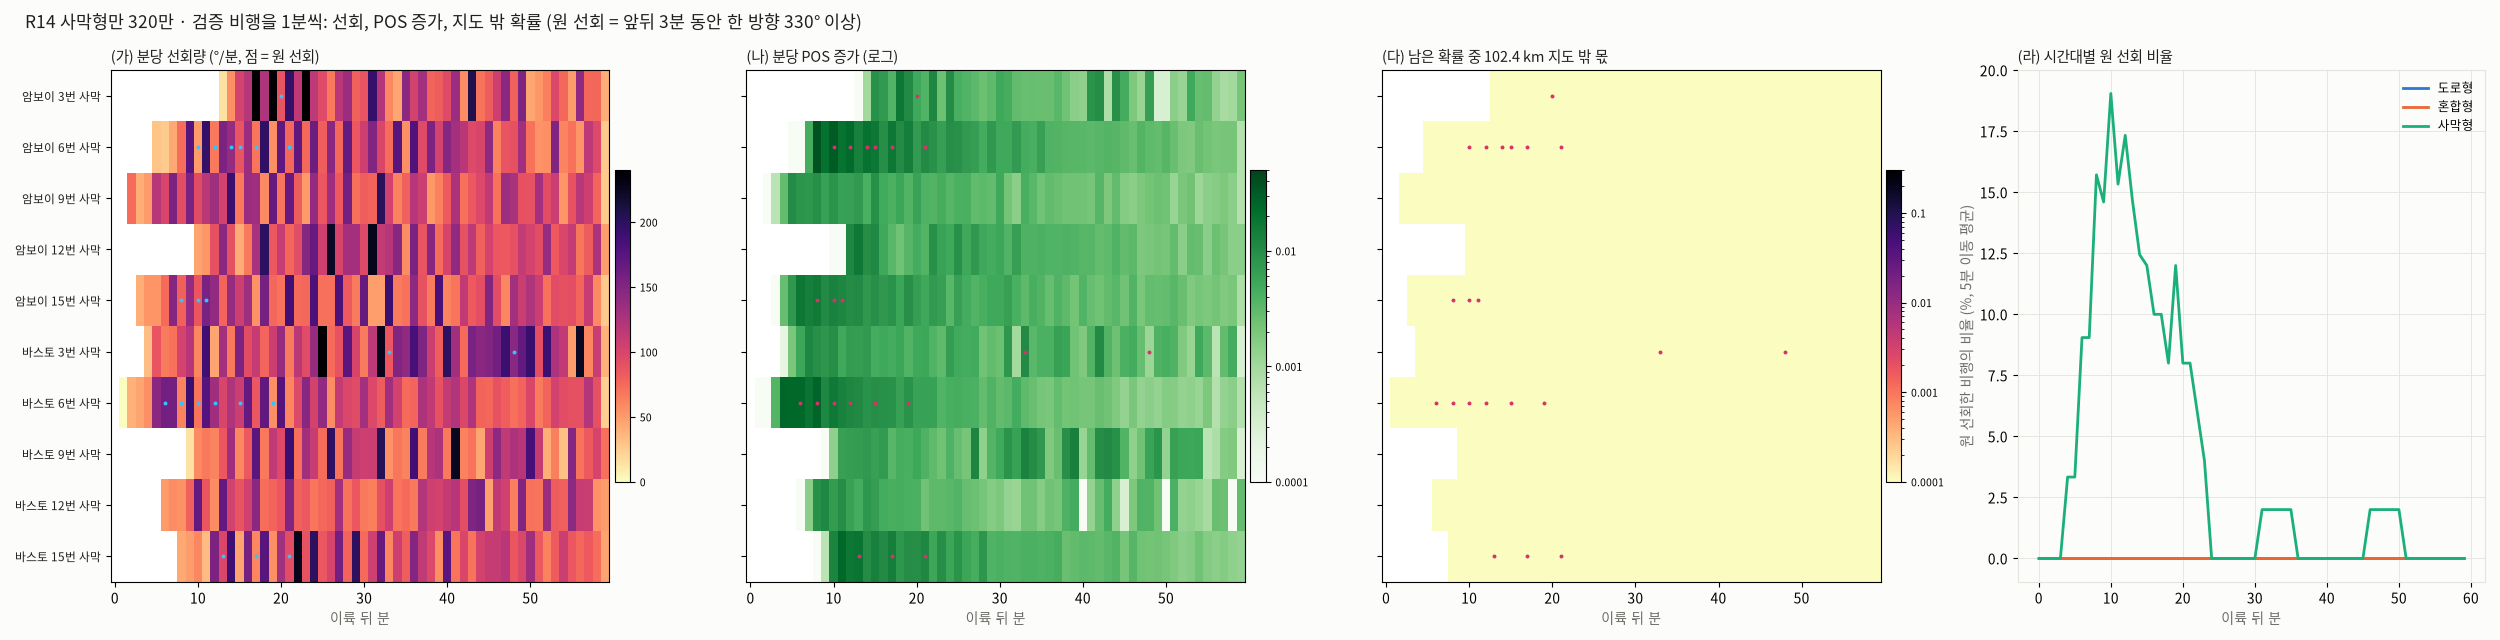 R14 사막형만 320만 · 검증 비행을 1분씩: 선회, POS 증가, 지도 밖 확률 (원 선회 = 앞뒤 3분 동안 한 방향 330° 이상)
(가) 분당 선회량 (°/분, 점 = 원 선회)
암보이 3번 사막
암보이 6번 사막
암보이 9번 사막
암보이 12번 사막
암보이 15번 사막
바스토 3번 사막
바스토 6번 사막
바스토 9번 사막
바스토 12번 사막
바스토 15번 사막
0 10 20 30 40 50
이륙 뒤 분
200
150
100
50
0
(나) 분당 POS 증가 (로그)
0 10 20 30 40 50
이륙 뒤 분
0.01
0.001
0.0001
(다) 남은 확률 중 102.4 km 지도 밖 몫
0 10 20 30 40 50
이륙 뒤 분
0.1
0.01
0.001
0.0001
(라) 시간대별 원 선회 비율
원 선회한 비행의 비율 (%, 5분 이동 평균)
20.0
17.5
15.0
12.5
10.0
7.5
5.0
2.5
0.0
도로형
혼합형
사막형
0 10 20 30 40 50 60
이륙 뒤 분